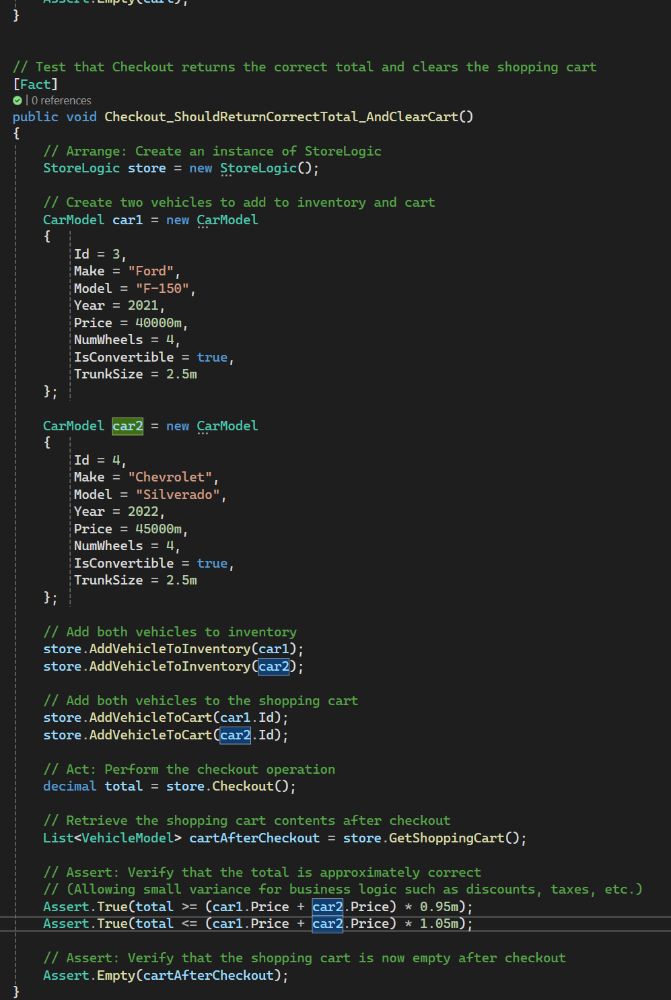 Assert.Empty(cart);
}
// Test that Checkout returns the correct total and clears the shopping cart
[Fact]
| 0 references
public void Checkout_ShouldReturnCorrectTotal_AndClearCart()
{
// Arrange: Create an instance of StoreLogic
StoreLogic store = new StoreLogic();
// Create two vehicles to add to inventory and cart
CarModel car1 = new CarModel
{
Id = 3,
Make = "Ford",
Model = "F-150",
Year = 2021,
Price = 40000m,
NumWheels = 4,
IsConvertible = true,
TrunkSize = 2.5m
};
CarModel car2 = new CarModel
{
Id = 4,
Make = "Chevrolet",
Model = "Silverado",
Year = 2022,
Price = 45000m,
NumWheels = 4,
IsConvertible = true,
TrunkSize = 2.5m
};
// Add both vehicles to inventory
store.AddVehicleToInventory(car1);
store.AddVehicleToInventory(car2);
// Add both vehicles to the shopping cart
store.AddVehicleToCart(car1.Id);
store.AddVehicleToCart(car2.Id);
// Act: Perform the checkout operation
decimal total = store.Checkout();
// Retrieve the shopping cart contents after checkout
List<VehicleModel> cartAfterCheckout = store.GetShoppingCart();
// Assert: Verify that the total is approximately correct
// (Allowing small variance for business logic such as discounts, taxes, etc.)
Assert.True(total >= (car1.Price + car2.Price) * 0.95m);
Assert.True(total <= (car1.Price + car2.Price) * 1.05m);
// Assert: Verify that the shopping cart is now empty after checkout
Assert.Empty(cartAfterCheckout);
}